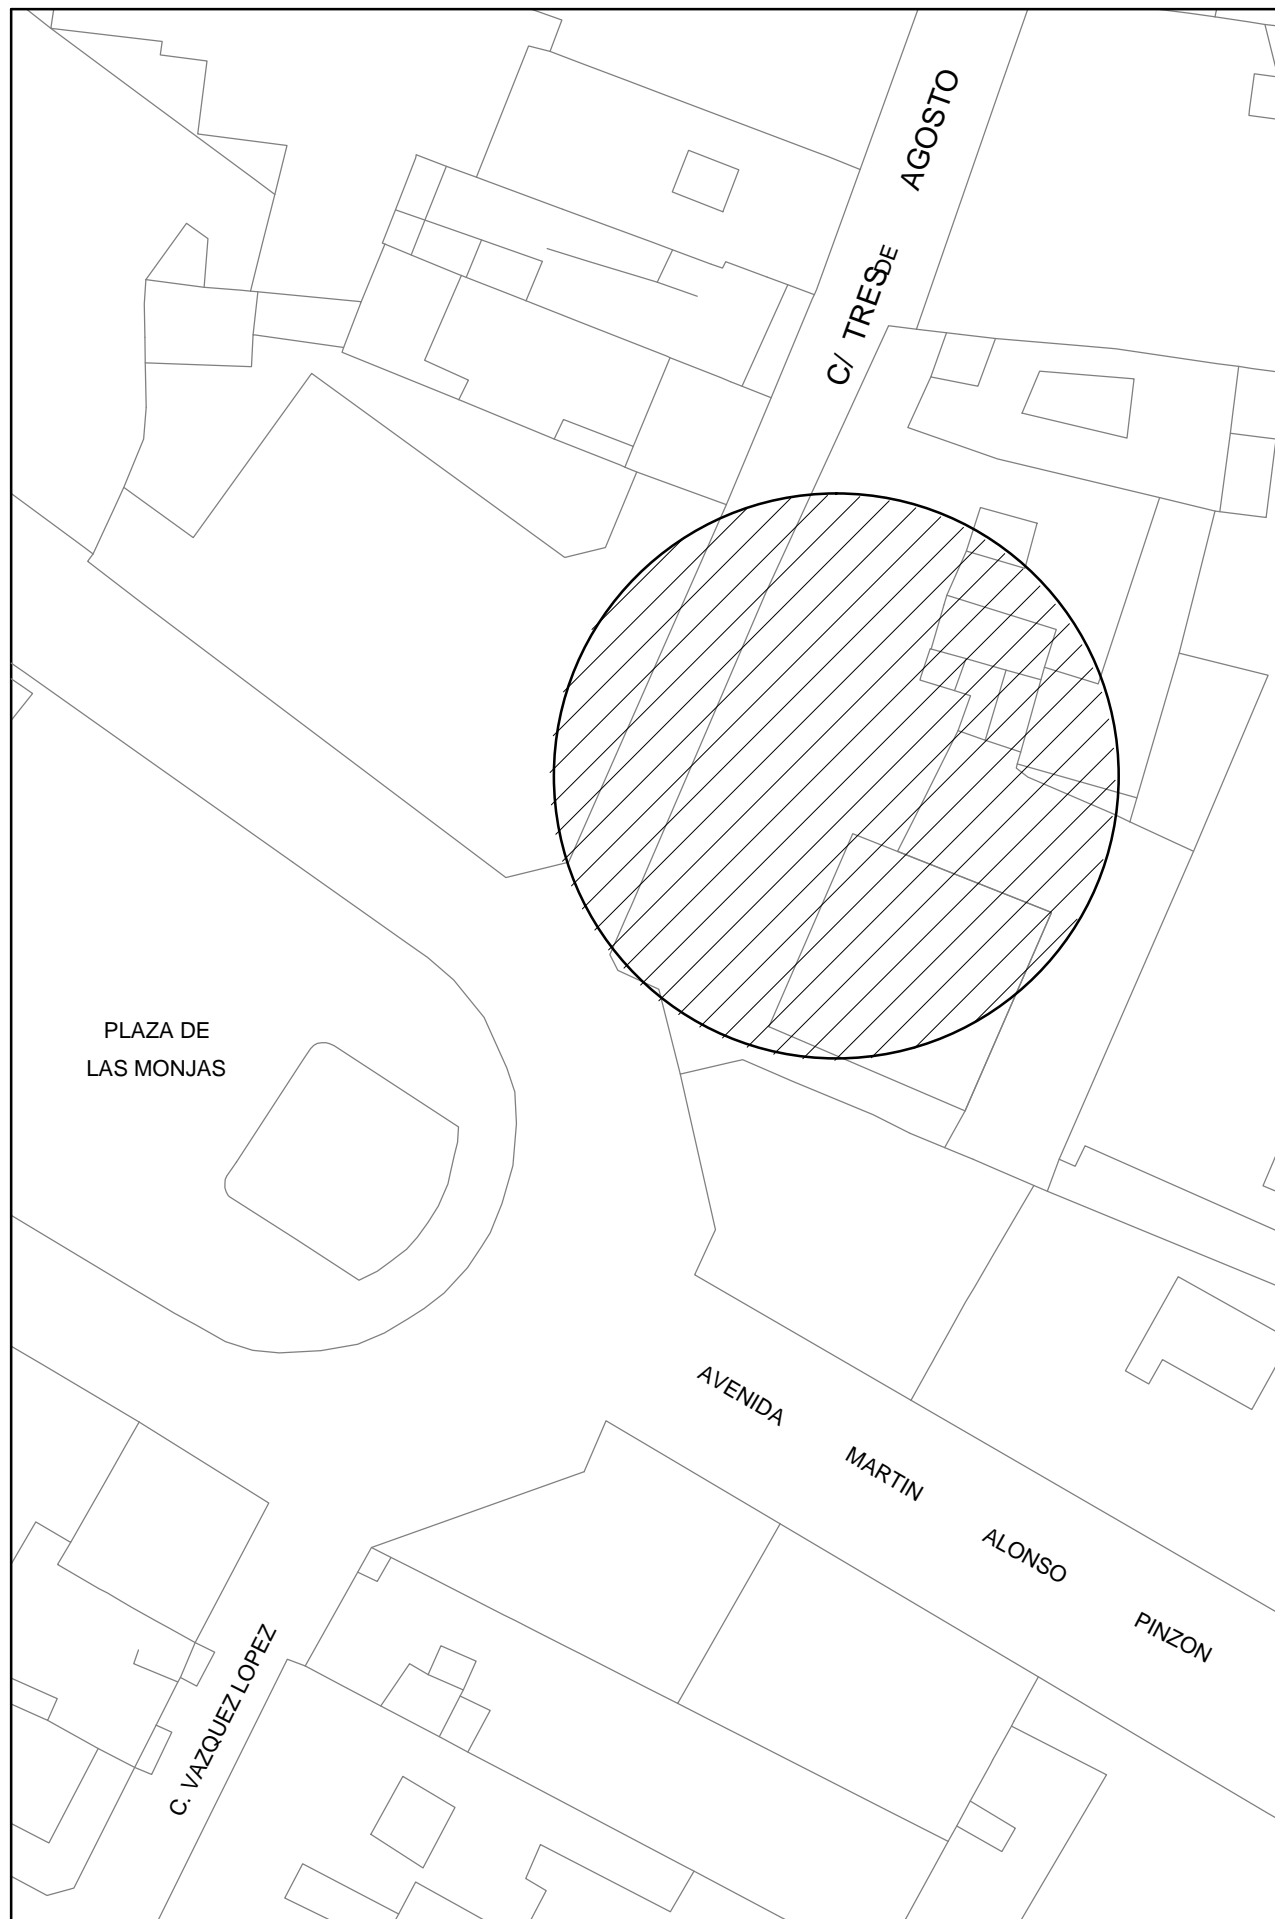 C/ TRES DE AGOSTO
PLAZA DE
LAS MONJAS
AVENIDA MARTIN ALONSO PINZON
C. VAZQUEZ LOPEZ